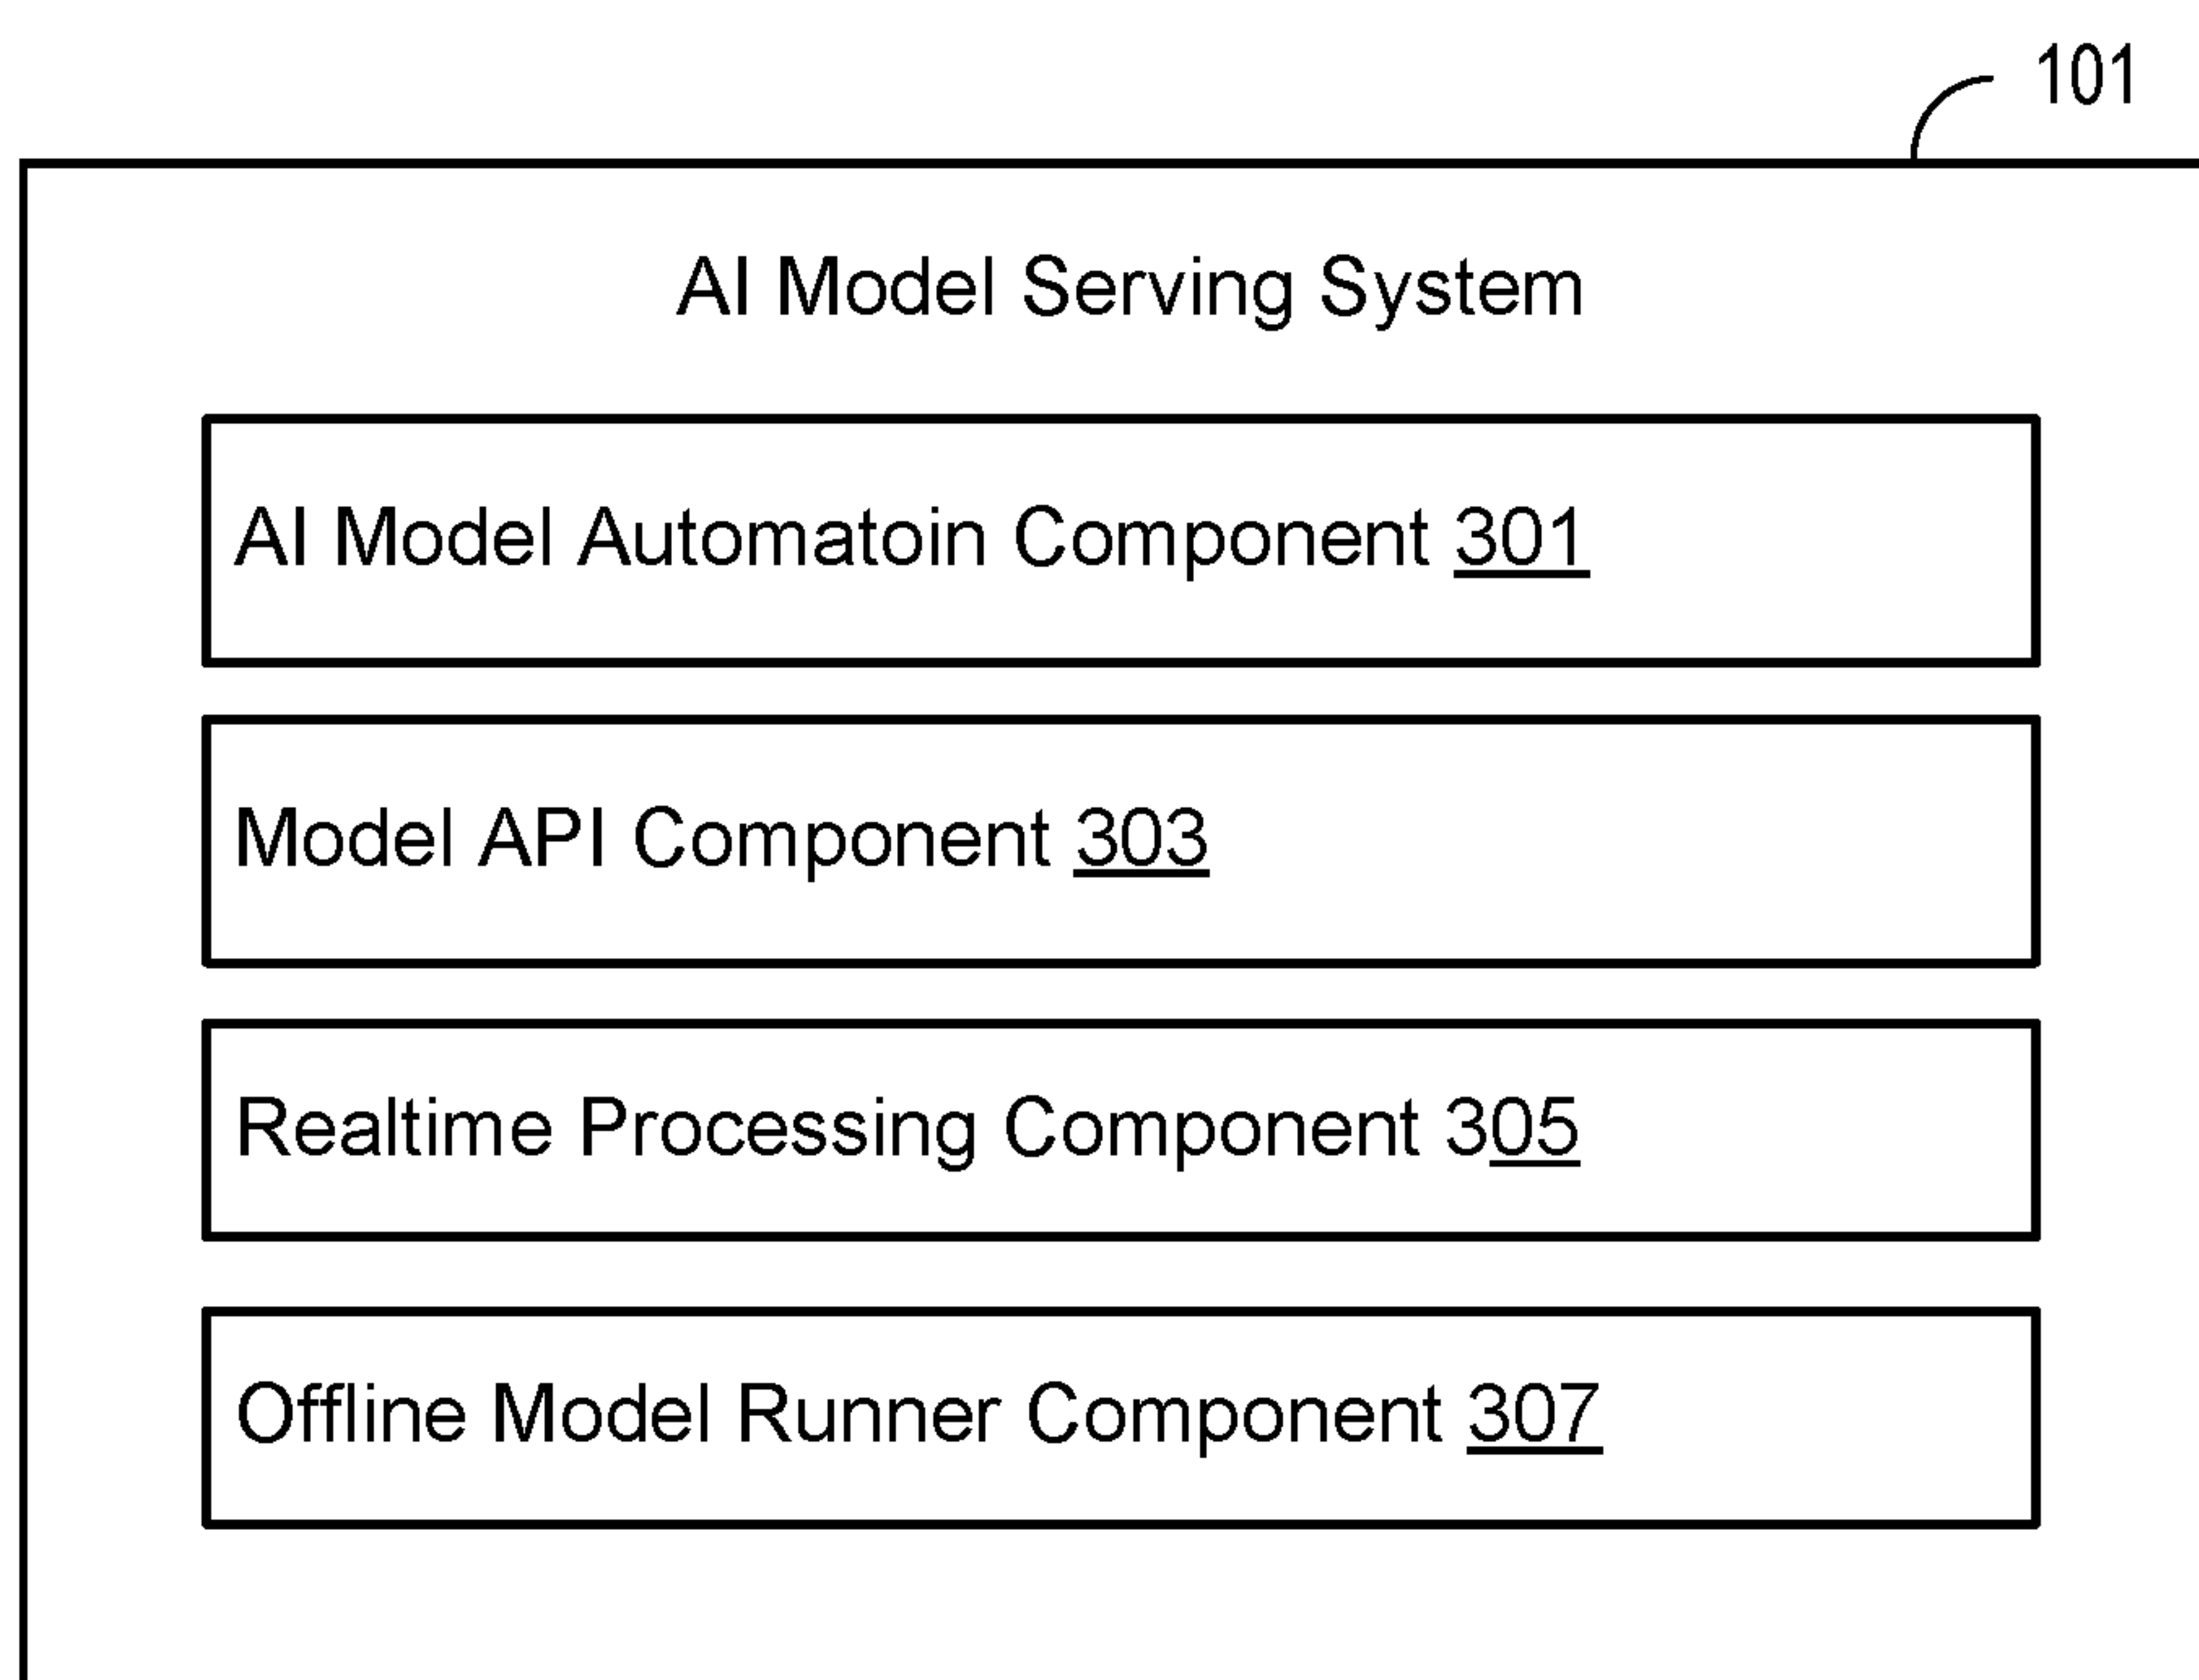 101
AI Model Serving System
AI Model Automatoin Component 301
Model API Component 303
Realtime Processing Component 305
Offline Model Runner Component 307